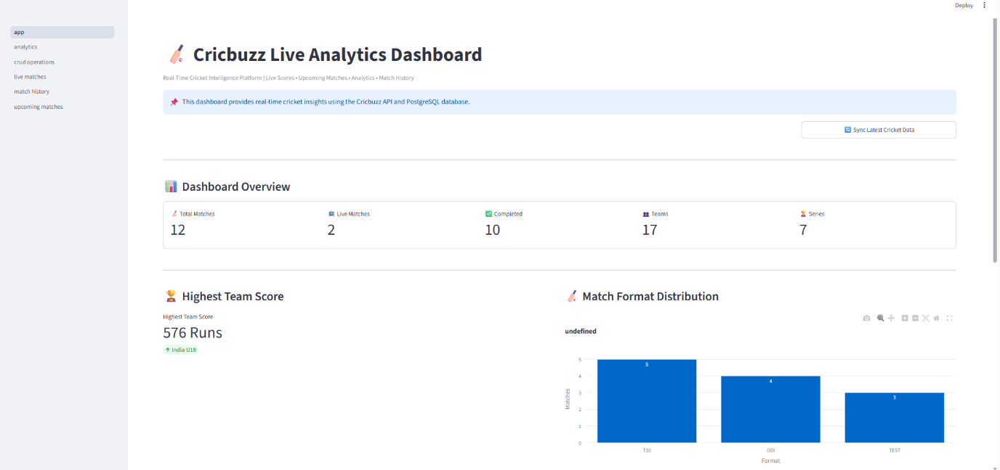 Deploy
app
analytics
crud operations
live matches
match history
upcoming matches
Cricbuzz Live Analytics Dashboard
Real-Time Cricket Intelligence Platform | Live Scores • Upcoming Matches • Analytics • Match History
This dashboard provides real-time cricket insights using the Cricbuzz API and PostgreSQL database.
Sync Latest Cricket Data
Dashboard Overview
Total Matches
12
Live Matches
2
Completed
10
Teams
17
Series
7
Highest Team Score
Highest Team Score
576 Runs
↑ India U19
Match Format Distribution
undefined
Matches
5
4
3
2
1
0
5
4
3
T20
ODI
TEST
Format